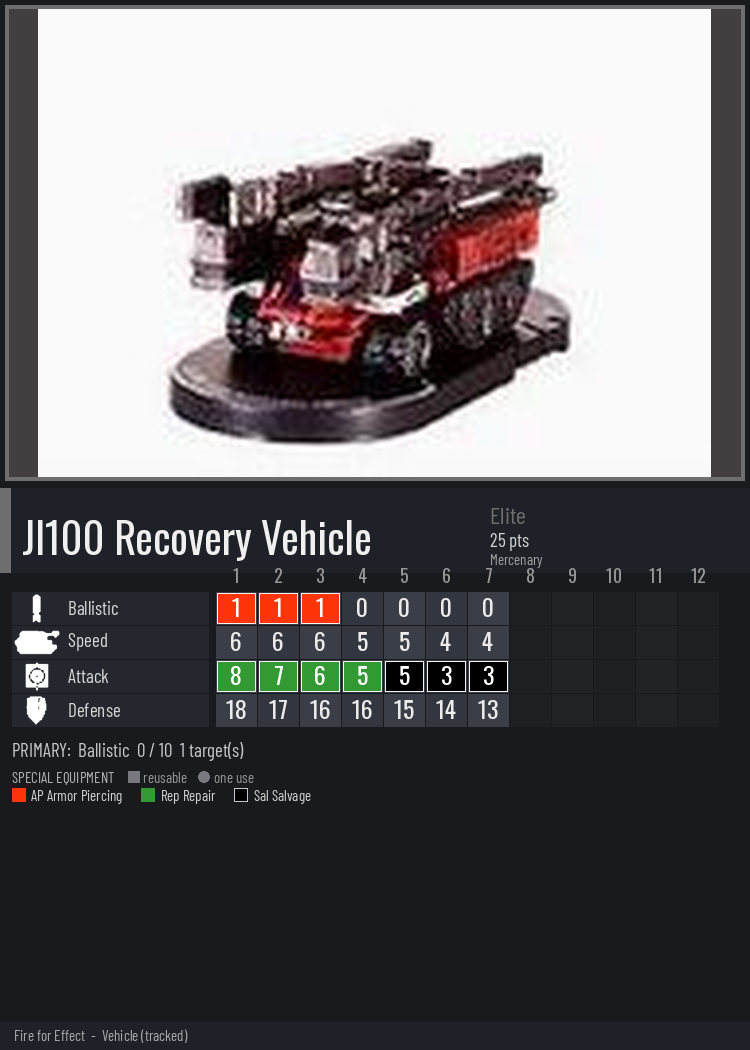 JI100 Recovery Vehicle
Elite
25 pts
Mercenary
1 2 3 4 5 6 7 8 9 10 11 12
Ballistic 1 1 1 0 0 0 0
Speed 6 6 6 5 5 4 4
Attack 8 7 6 5 5 3 3
Defense 18 17 16 16 15 14 13
PRIMARY: Ballistic 0 / 10 1 target(s)
SPECIAL EQUIPMENT reusable one use
AP Armor Piercing Rep Repair Sal Salvage
Fire for Effect - Vehicle (tracked)